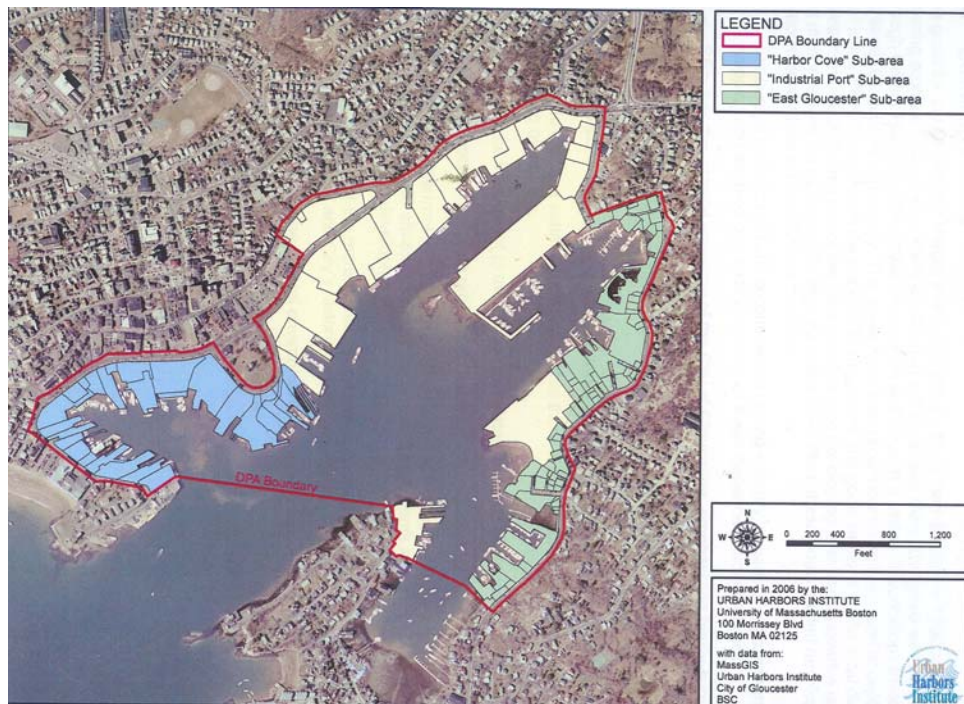 LEGEND
DPA Boundary Line
"Harbor Cove" Sub-area
"Industrial Port" Sub-area
"East Gloucester" Sub-area
DPA Boundary
N
W E
S
0 200 400 800 1,200
Feet
Prepared in 2006 by the:
URBAN HARBORS INSTITUTE
University of Massachusetts Boston
100 Morrissey Blvd
Boston MA 02125
with data from:
MassGIS
Urban Harbors Institute
City of Gloucester
BSC
Urban
Harbors
Institute